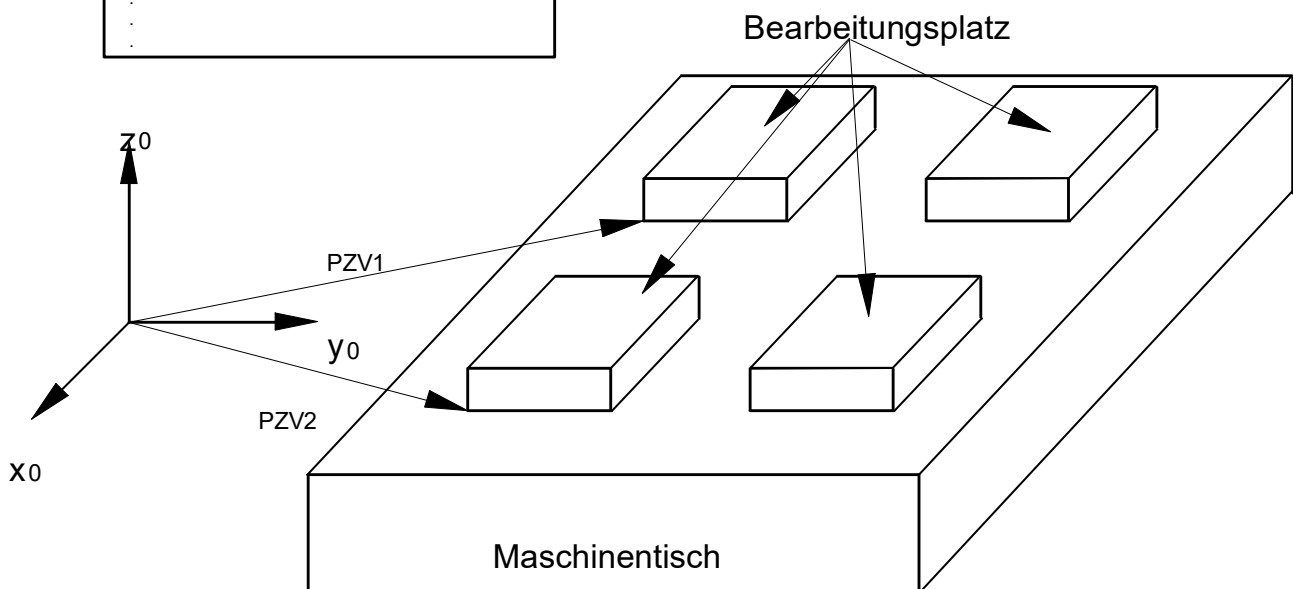 Bearbeitungsplatz
z0
PZV1
y0
PZV2
x0
Maschinentisch